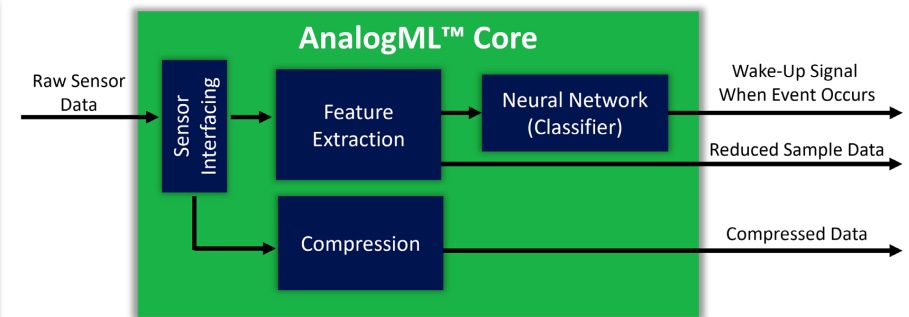 AnalogML™ Core
Raw Sensor
Data
Sensor
Interfacing
Feature
Extraction
Neural Network
(Classifier)
Wake-Up Signal
When Event Occurs
Reduced Sample Data
Compression
Compressed Data